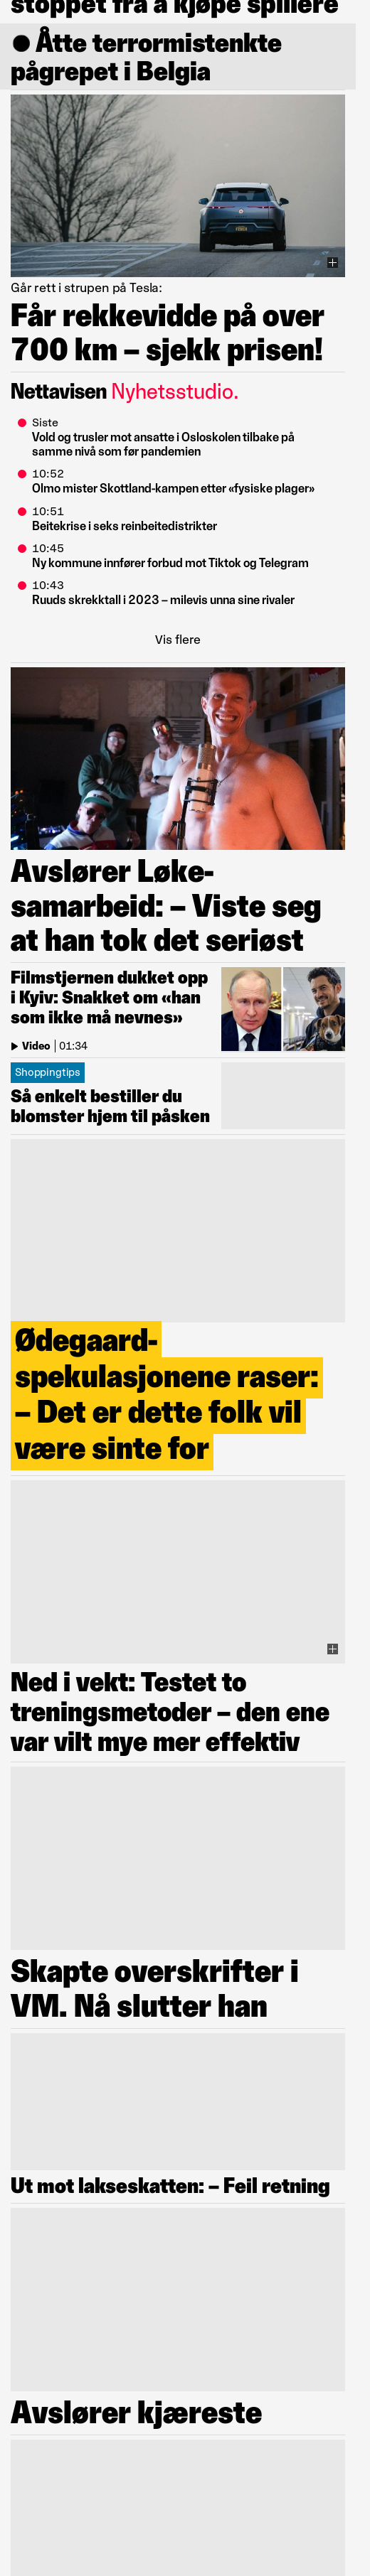 stoppet fra å kjøpe spillere
Åtte terrormistenkte
pågrepet i Belgia
Går rett i strupen på Tesla:
Får rekkevidde på over
700 km – sjekk prisen!
Nettavisen Nyhetsstudio.
Siste
Vold og trusler mot ansatte i Osloskolen tilbake på
samme nivå som før pandemien
10:52
Olmo mister Skottland-kampen etter «fysiske plager»
10:51
Beitekrise i seks reinbeitedistrikter
10:45
Ny kommune innfører forbud mot Tiktok og Telegram
10:43
Ruuds skrekktall i 2023 – milevis unna sine rivaler
Vis flere
Avslører Løke-
samarbeid: – Viste seg
at han tok det seriøst
Filmstjernen dukket opp
i Kyiv: Snakket om «han
som ikke må nevnes»
Video | 01:34
Shoppingtips
Så enkelt bestiller du
blomster hjem til påsken
Ødegaard-
spekulasjonene raser:
– Det er dette folk vil
være sinte for
Ned i vekt: Testet to
treningsmetoder – den ene
var vilt mye mer effektiv
Skapte overskrifter i
VM. Nå slutter han
Ut mot lakseskatten: – Feil retning
Avslører kjæreste